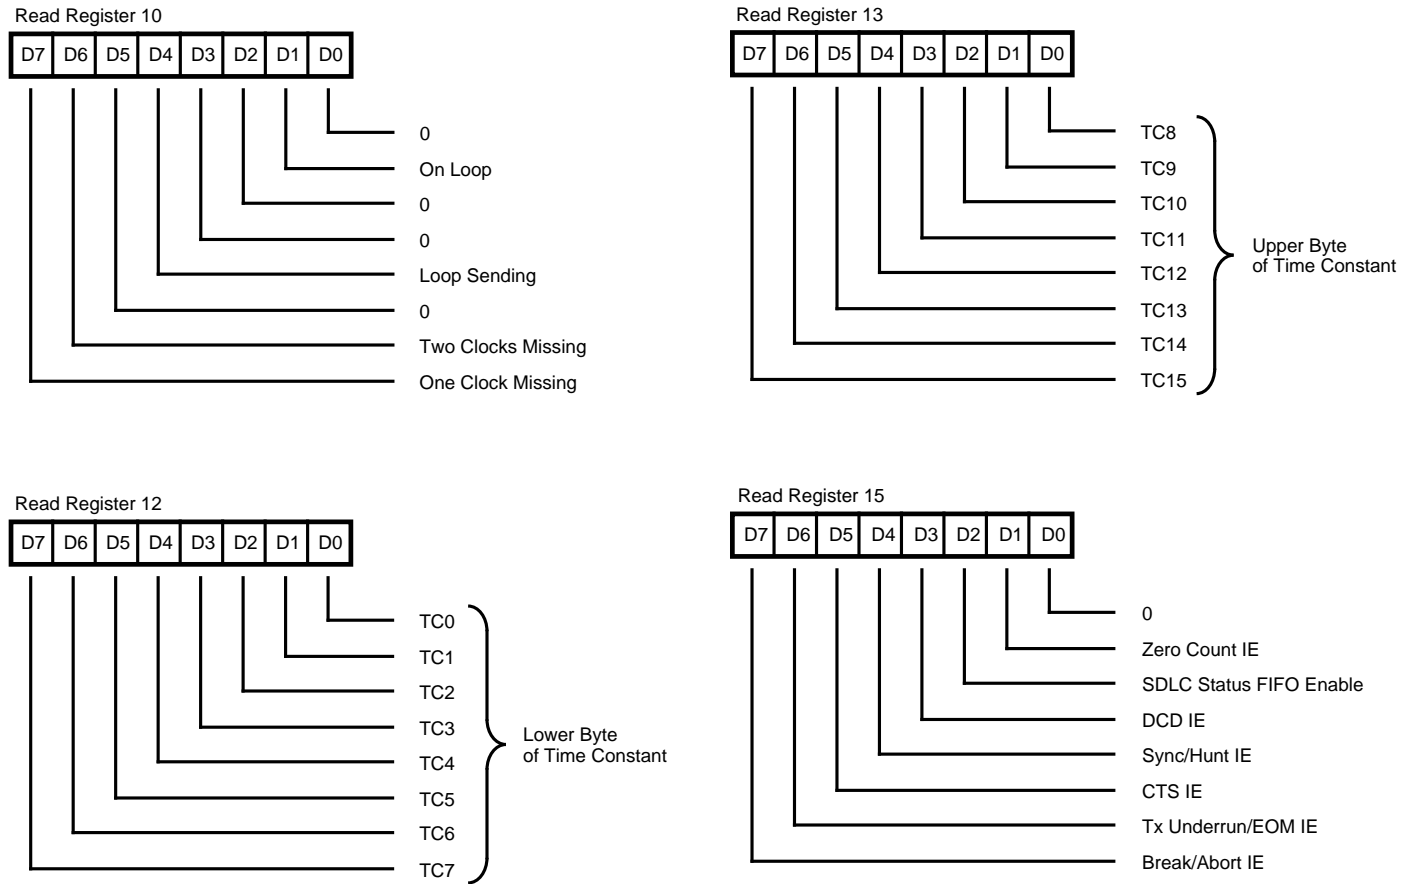 Read Register 10
D7 D6 D5 D4 D3 D2 D1 D0
0
On Loop
0
0
Loop Sending
0
Two Clocks Missing
One Clock Missing
Read Register 13
D7 D6 D5 D4 D3 D2 D1 D0
TC8
TC9
TC10
TC11
TC12
TC13
TC14
TC15
Upper Byte
of Time Constant
Read Register 12
D7 D6 D5 D4 D3 D2 D1 D0
TC0
TC1
TC2
TC3
TC4
TC5
TC6
TC7
Lower Byte
of Time Constant
Read Register 15
D7 D6 D5 D4 D3 D2 D1 D0
0
Zero Count IE
SDLC Status FIFO Enable
DCD IE
Sync/Hunt IE
CTS IE
Tx Underrun/EOM IE
Break/Abort IE